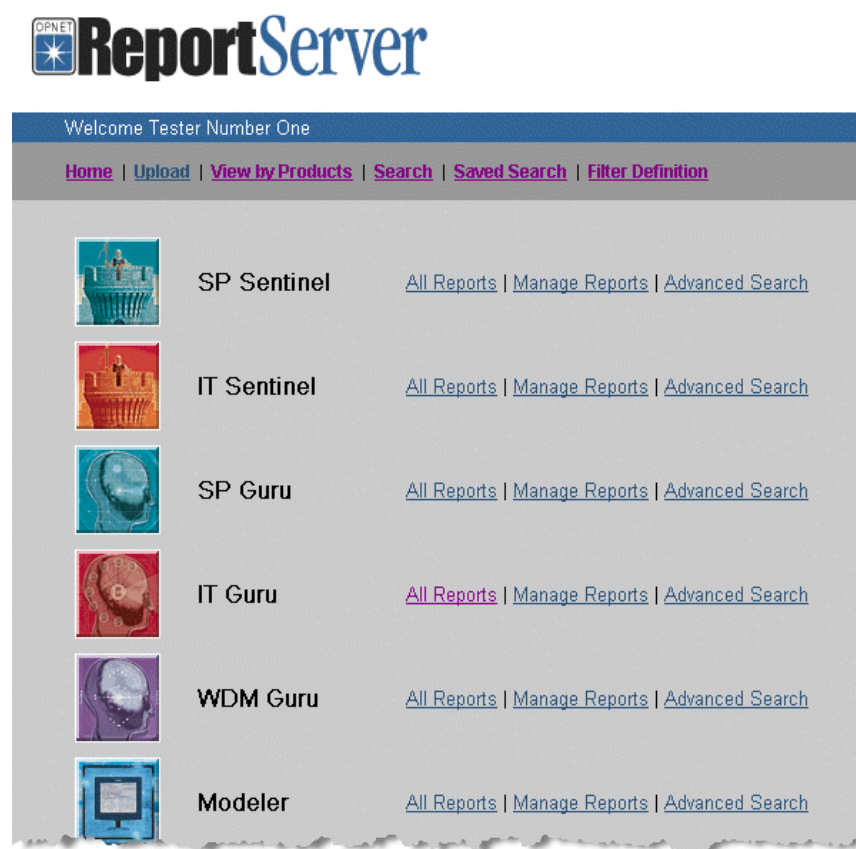 OPNET ReportServer
Welcome Tester Number One
Home | Upload | View by Products | Search | Saved Search | Filter Definition
SP Sentinel All Reports | Manage Reports | Advanced Search
IT Sentinel All Reports | Manage Reports | Advanced Search
SP Guru All Reports | Manage Reports | Advanced Search
IT Guru All Reports | Manage Reports | Advanced Search
WDM Guru All Reports | Manage Reports | Advanced Search
Modeler All Reports | Manage Reports | Advanced Search